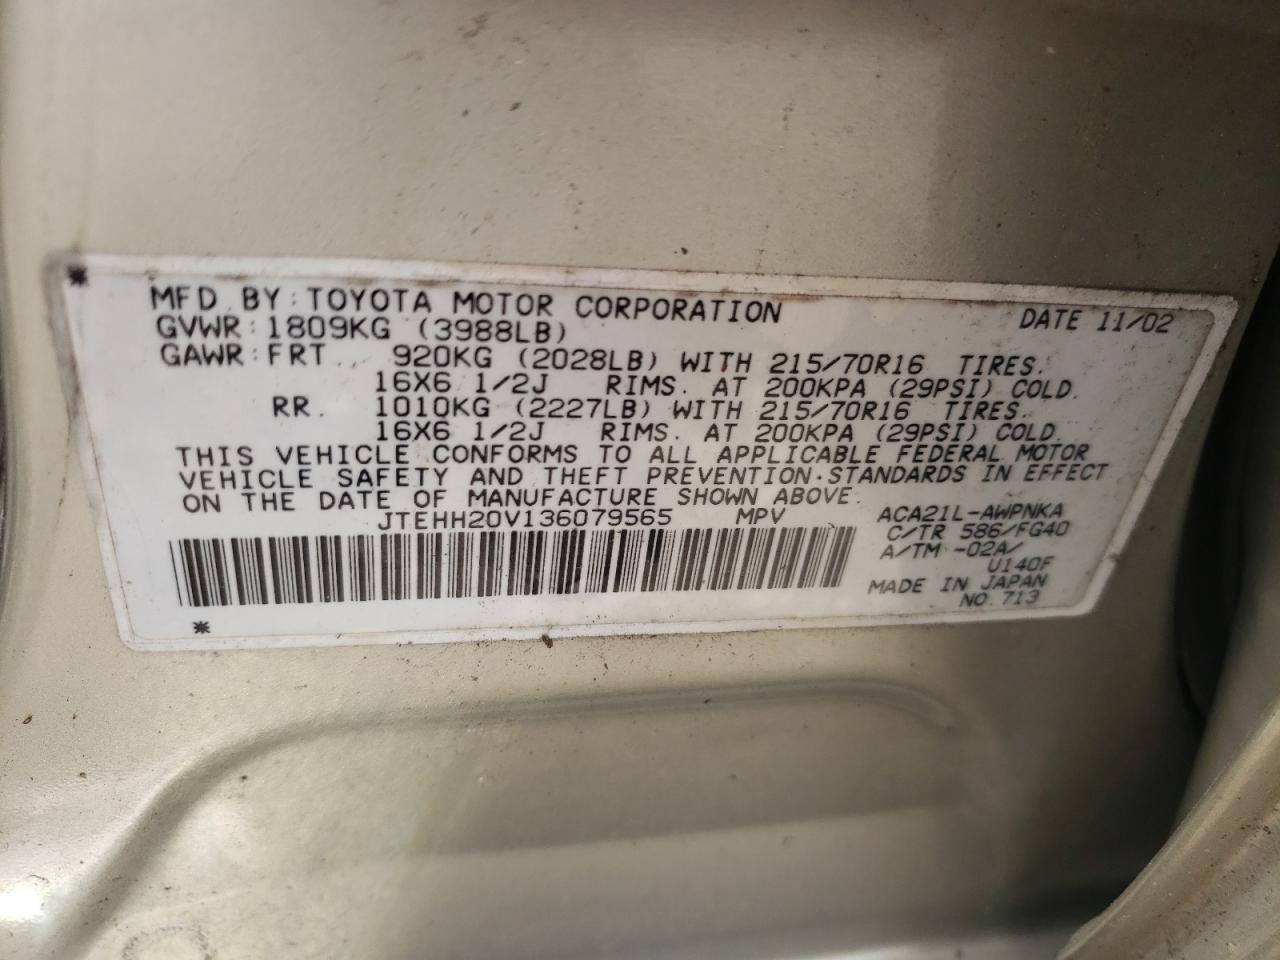 MFD. BY: TOYOTA MOTOR CORPORATION DATE 11/02
GVWR: 1809KG (3988LB)
GAWR: FRT. 920KG (2028LB) WITH 215/70R16 TIRES.
16X6 1/2J RIMS. AT 200KPA (29PSI) COLD.
RR. 1010KG (2227LB) WITH 215/70R16 TIRES.
16X6 1/2J RIMS. AT 200KPA (29PSI) COLD.
THIS VEHICLE CONFORMS TO ALL APPLICABLE FEDERAL MOTOR
VEHICLE SAFETY AND THEFT PREVENTION STANDARDS IN EFFECT
ON THE DATE OF MANUFACTURE SHOWN ABOVE.
JTEHH20V136079565 MPV
ACA21L-AWPNKA
C/TR 586/FG40
A/TM -02A/
U140F
MADE IN JAPAN
NO. 713